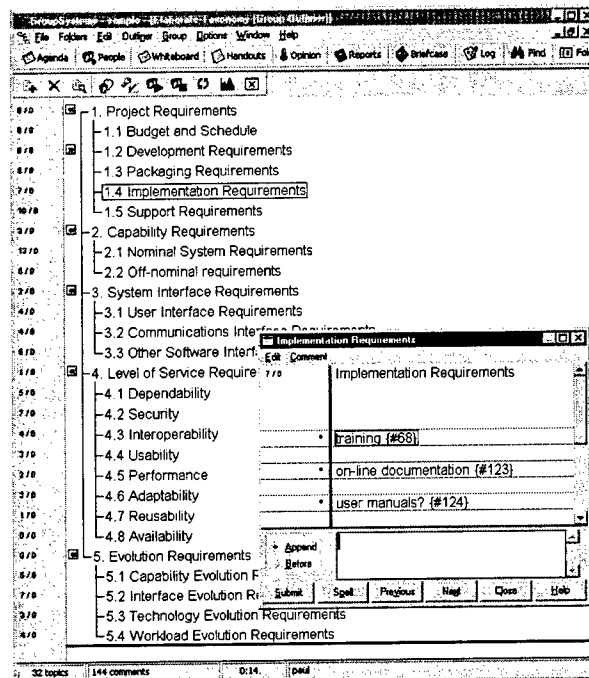 GroupSystems - Sample - [Elaborate Taxonomy (Group Outliner)]
File Folders Edit Outliner Group Options Window Help
Agenda People Whiteboard Handouts Opinion Reports Briefcase Log Find Fol
1. Project Requirements
1.1 Budget and Schedule
1.2 Development Requirements
1.3 Packaging Requirements
7/0 1.4 Implementation Requirements
1.5 Support Requirements
2. Capability Requirements
2.1 Nominal System Requirements
2.2 Off-nominal requirements
3. System Interface Requirements
3.1 User Interface Requirements
3.2 Communications Interface Requirements
3.3 Other Software Interf
4. Level of Service Require
4.1 Dependability
4.2 Security
4.3 Interoperability
4.4 Usability
4.5 Performance
4.6 Adaptability
4.7 Reusability
4.8 Availability
5. Evolution Requirements
5.1 Capability Evolution
5.2 Interface Evolution
5.3 Technology Evolution Requirements
5.4 Workload Evolution Requirements
Implementation Requirements
Edit Comment
7/0 Implementation Requirements
training {#68}
on-line documentation {#123}
user manuals? {#124}
Append
Before
Submit Spell Previous Next Close Help
32 topics 144 comments 0:14 paul